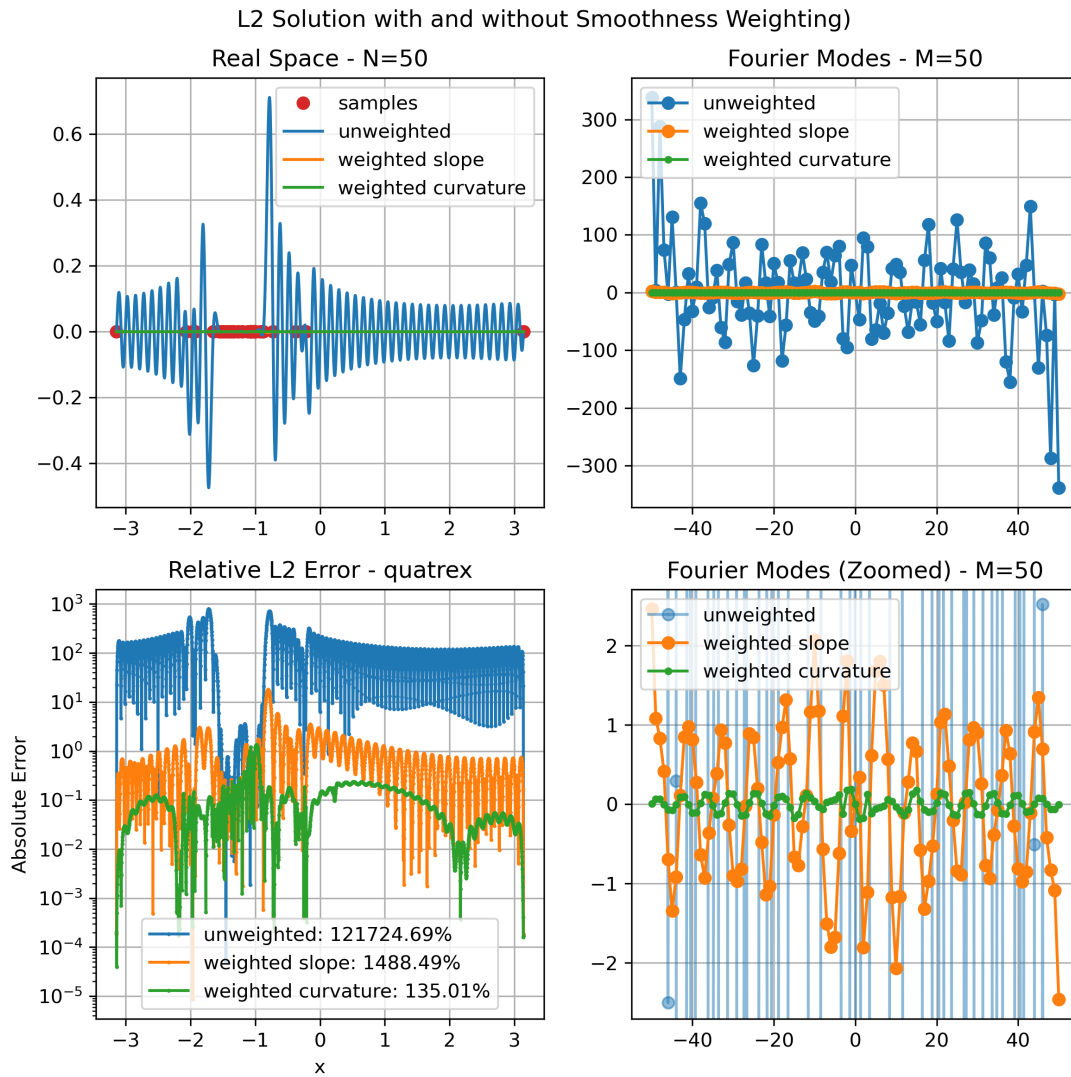 L2 Solution with and without Smoothness Weighting)
Real Space - N=50
samples
unweighted
weighted slope
weighted curvature
0.6
0.4
0.2
0.0
−0.2
−0.4
−3 −2 −1 0 1 2 3
Fourier Modes - M=50
unweighted
weighted slope
weighted curvature
300
200
100
0
−100
−200
−300
−40 −20 0 20 40
Relative L2 Error - quatrex
Absolute Error
10³
10²
10¹
10⁰
10⁻¹
10⁻²
10⁻³
10⁻⁴
10⁻⁵
unweighted: 121724.69%
weighted slope: 1488.49%
weighted curvature: 135.01%
−3 −2 −1 0 1 2 3
x
Fourier Modes (Zoomed) - M=50
unweighted
weighted slope
weighted curvature
2
1
0
−1
−2
−40 −20 0 20 40